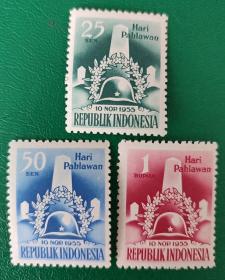 25
SEN
Hari
Pahlawan
10 NOP 1955
REPUBLIK INDONESIA
50
SEN
Hari
Pahlawan
10 NOP 1955
REPUBLIK INDONESIA
1
RUPIAH
Hari
Pahlawan
10 NOP 1955
REPUBLIK INDONESIA